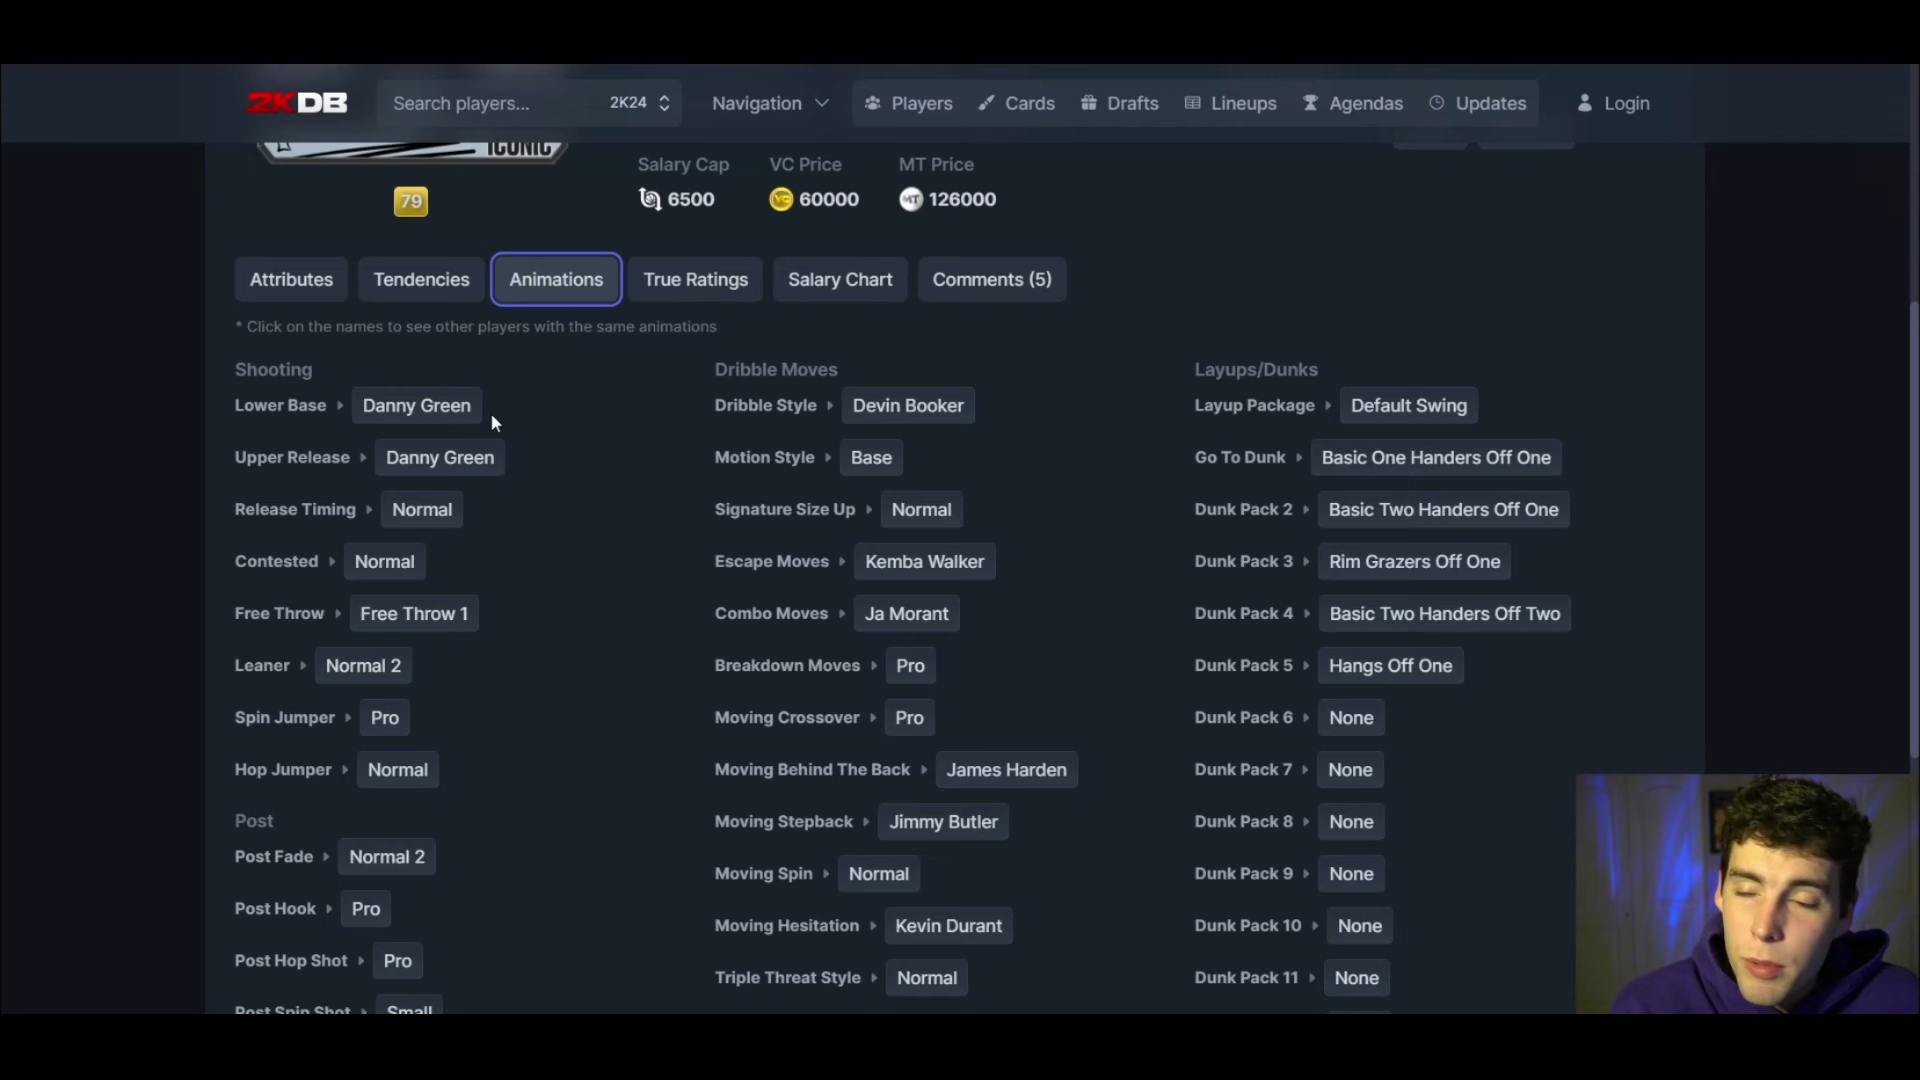 2KDB Search players... 2K24 Navigation Players Cards Drafts Lineups Agendas Updates Login
ICONIC
79
Salary Cap VC Price MT Price
6500 VC 60000 MT 126000
Attributes Tendencies Animations True Ratings Salary Chart Comments (5)
* Click on the names to see other players with the same animations
Shooting
Lower Base Danny Green
Upper Release Danny Green
Release Timing Normal
Contested Normal
Free Throw Free Throw 1
Leaner Normal 2
Spin Jumper Pro
Hop Jumper Normal
Post
Post Fade Normal 2
Post Hook Pro
Post Hop Shot Pro
Post Spin Shot Small
Dribble Moves
Dribble Style Devin Booker
Motion Style Base
Signature Size Up Normal
Escape Moves Kemba Walker
Combo Moves Ja Morant
Breakdown Moves Pro
Moving Crossover Pro
Moving Behind The Back James Harden
Moving Stepback Jimmy Butler
Moving Spin Normal
Moving Hesitation Kevin Durant
Triple Threat Style Normal
Layups/Dunks
Layup Package Default Swing
Go To Dunk Basic One Handers Off One
Dunk Pack 2 Basic Two Handers Off One
Dunk Pack 3 Rim Grazers Off One
Dunk Pack 4 Basic Two Handers Off Two
Dunk Pack 5 Hangs Off One
Dunk Pack 6 None
Dunk Pack 7 None
Dunk Pack 8 None
Dunk Pack 9 None
Dunk Pack 10 None
Dunk Pack 11 None